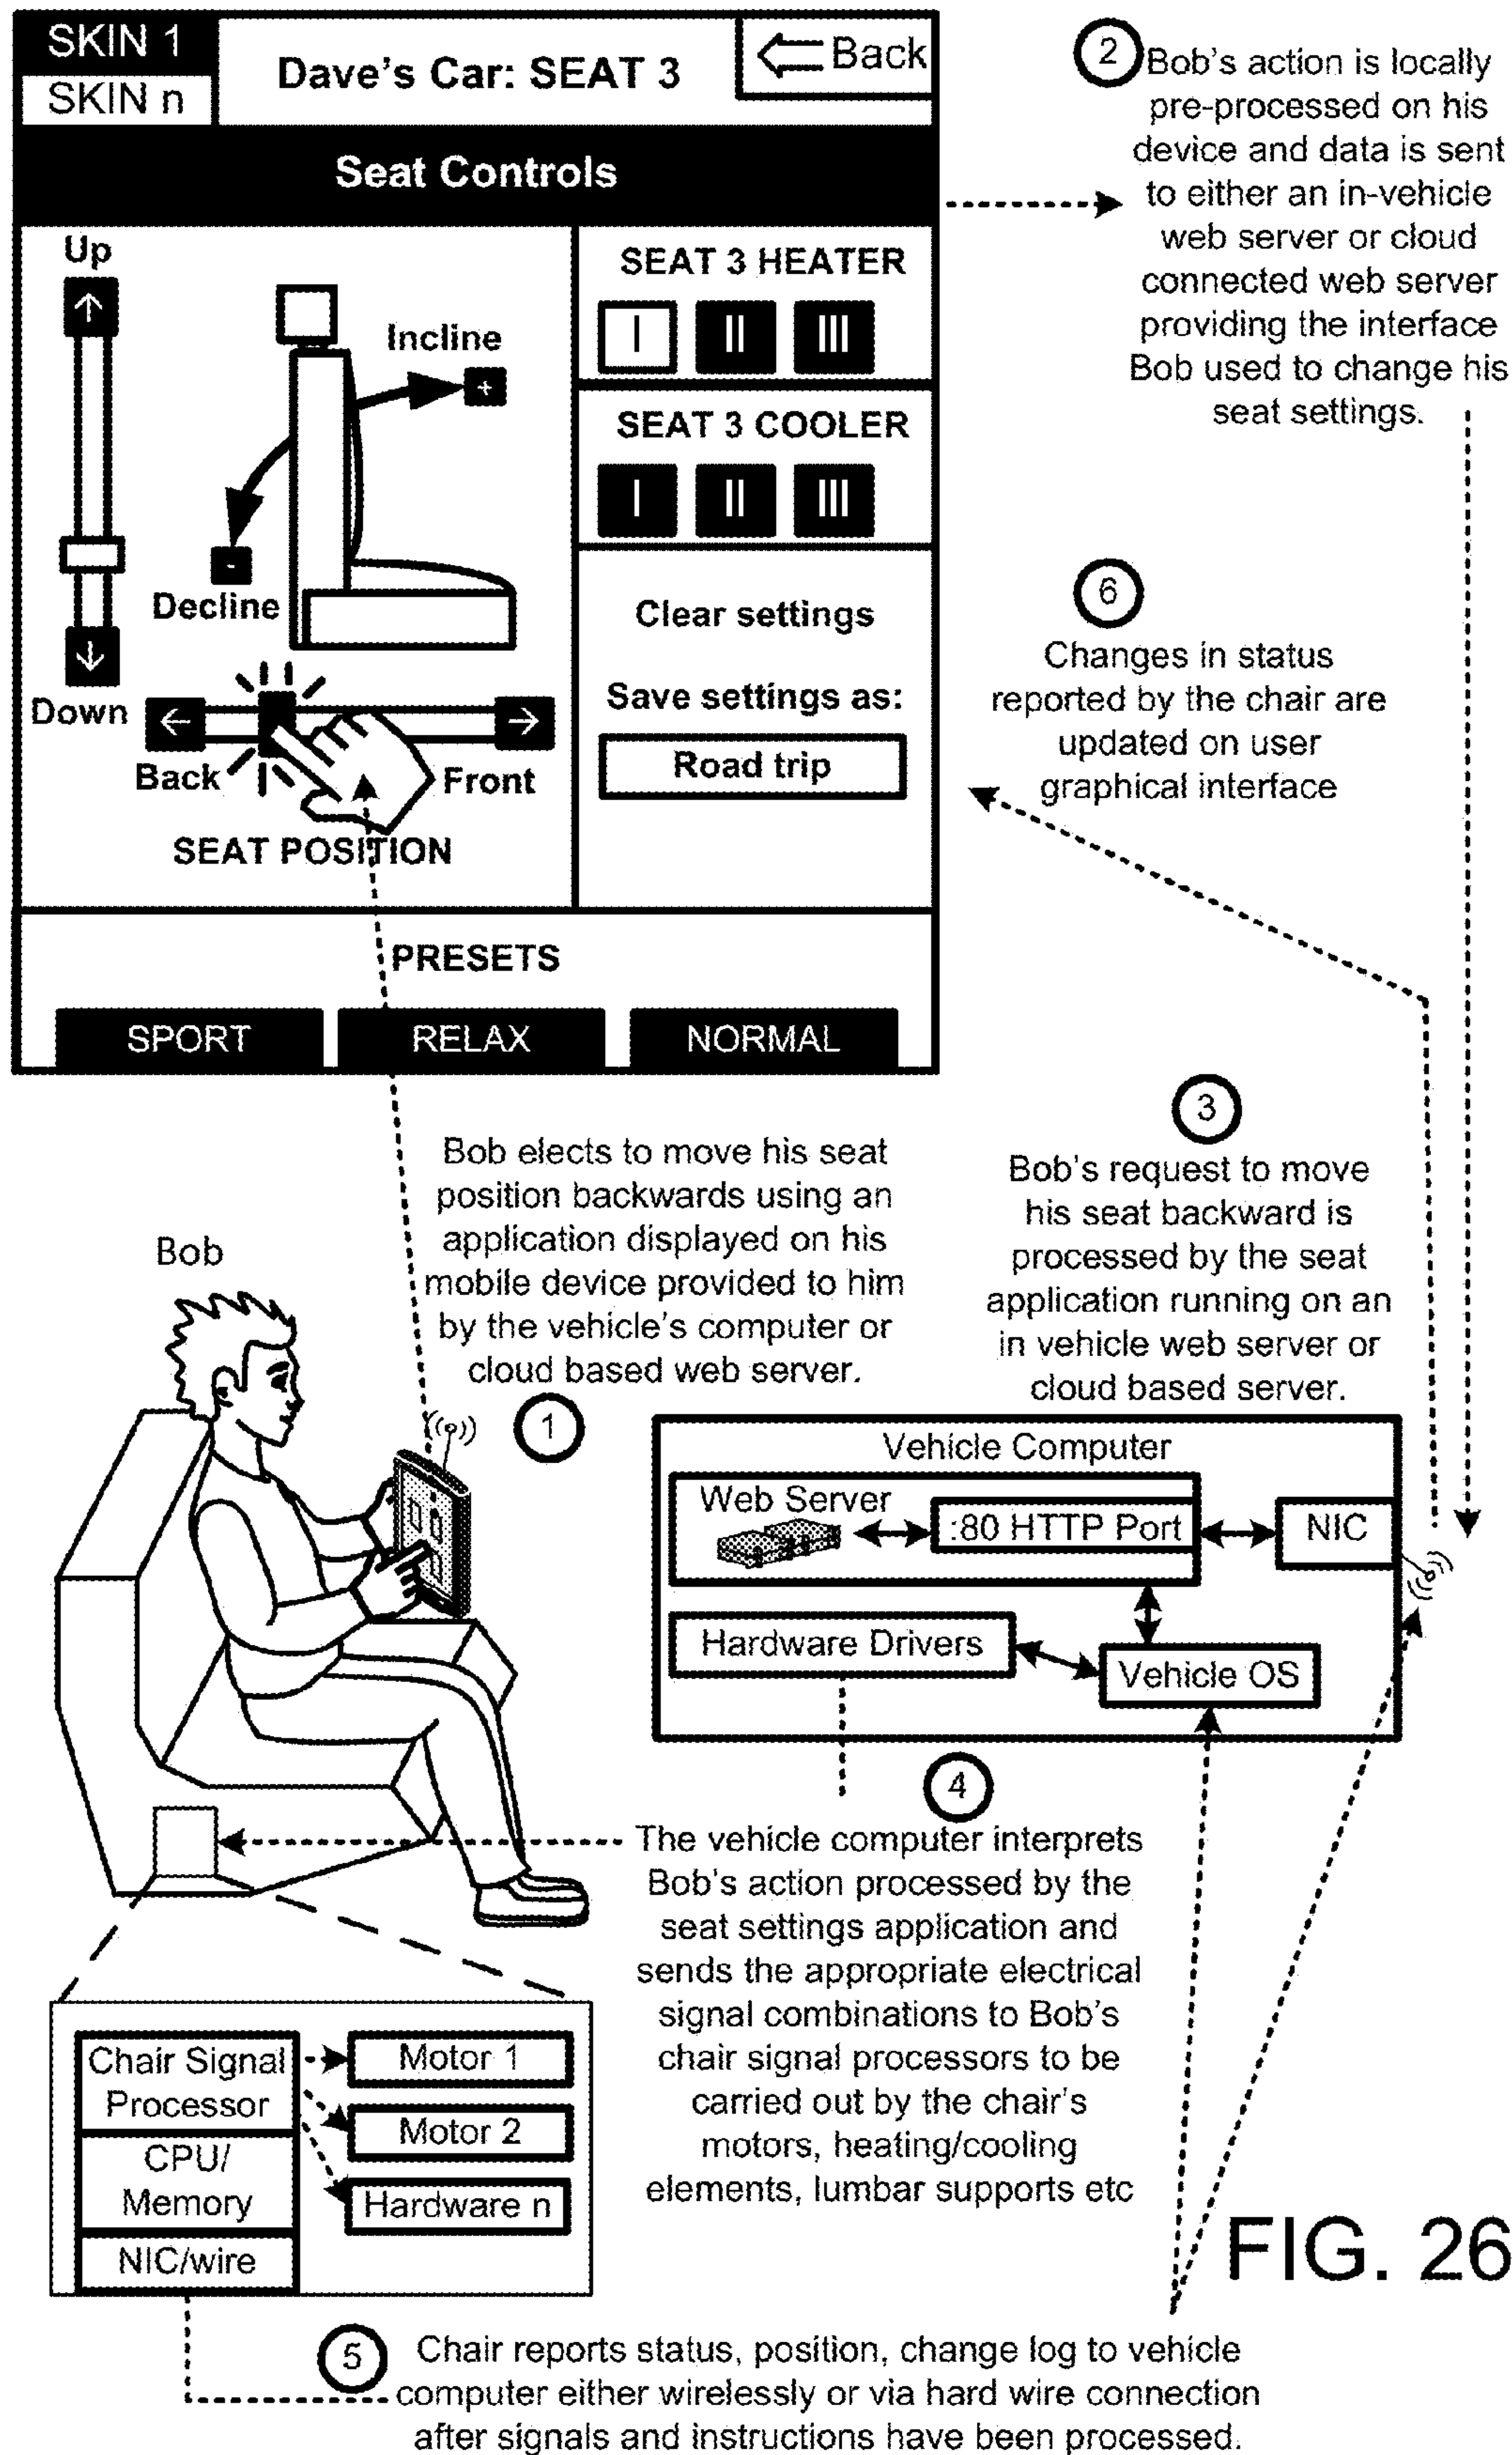 SKIN 1
SKIN n
Dave's Car: SEAT 3
Back
Seat Controls
Up
Incline
+
-
Decline
Down
Back
Front
SEAT POSITION
SEAT 3 HEATER
I II III
SEAT 3 COOLER
I II III
Clear settings
Save settings as:
Road trip
PRESETS
SPORT RELAX NORMAL
2
Bob's action is locally
pre-processed on his
device and data is sent
to either an in-vehicle
web server or cloud
connected web server
providing the interface
Bob used to change his
seat settings.
6
Changes in status
reported by the chair are
updated on user
graphical interface
Bob elects to move his seat
position backwards using an
application displayed on his
mobile device provided to him
by the vehicle's computer or
cloud based web server.
1
Bob
3
Bob's request to move
his seat backward is
processed by the seat
application running on an
in vehicle web server or
cloud based server.
Vehicle Computer
Web Server
:80 HTTP Port
NIC
Hardware Drivers
Vehicle OS
4
The vehicle computer interprets
Bob's action processed by the
seat settings application and
sends the appropriate electrical
signal combinations to Bob's
chair signal processors to be
carried out by the chair's
motors, heating/cooling
elements, lumbar supports etc
Chair Signal
Processor
CPU/
Memory
NIC/wire
Motor 1
Motor 2
Hardware n
FIG. 26
5
Chair reports status, position, change log to vehicle
computer either wirelessly or via hard wire connection
after signals and instructions have been processed.